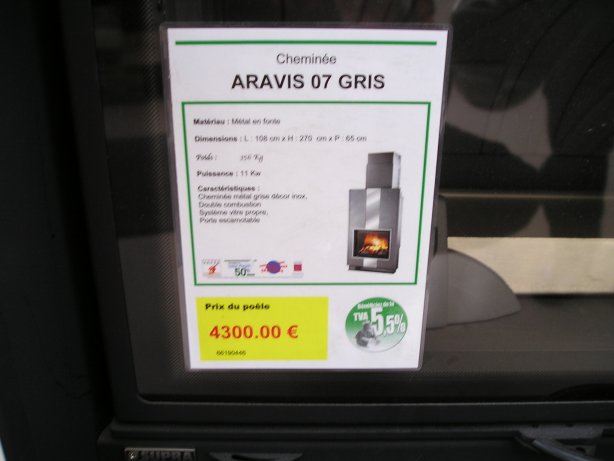 Cheminée
ARAVIS 07 GRIS
Matériau : Métal en fonte
Dimensions : L : 108 cm x H : 270 cm x P : 65 cm
Poids : 350 Kg
Puissance : 11 Kw
Caractéristiques :
Cheminée métal grise décor inox,
Double combustion
Système vitre propre,
Porte escamotable
50%
Prix du poêle
4300.00 €
66190446
Bénéficiez de la
TVA 5,5%
SUPRA